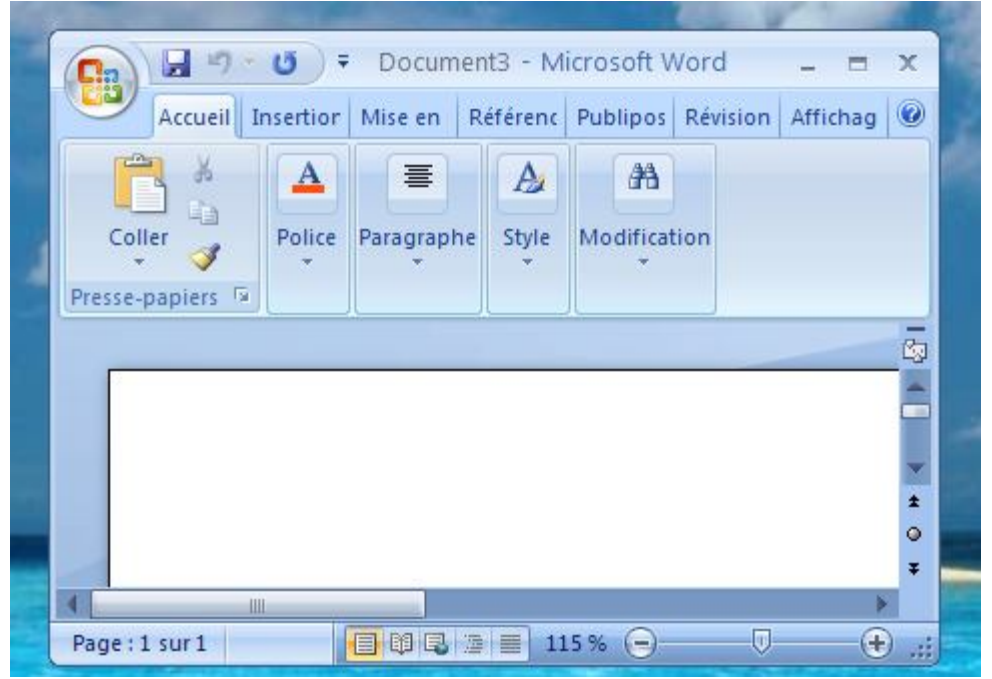 Document3 - Microsoft Word
Accueil Insertion Mise en Référenc Publipos Révision Affichag
Coller Police Paragraphe Style Modification
Presse-papiers
Page : 1 sur 1 115 %